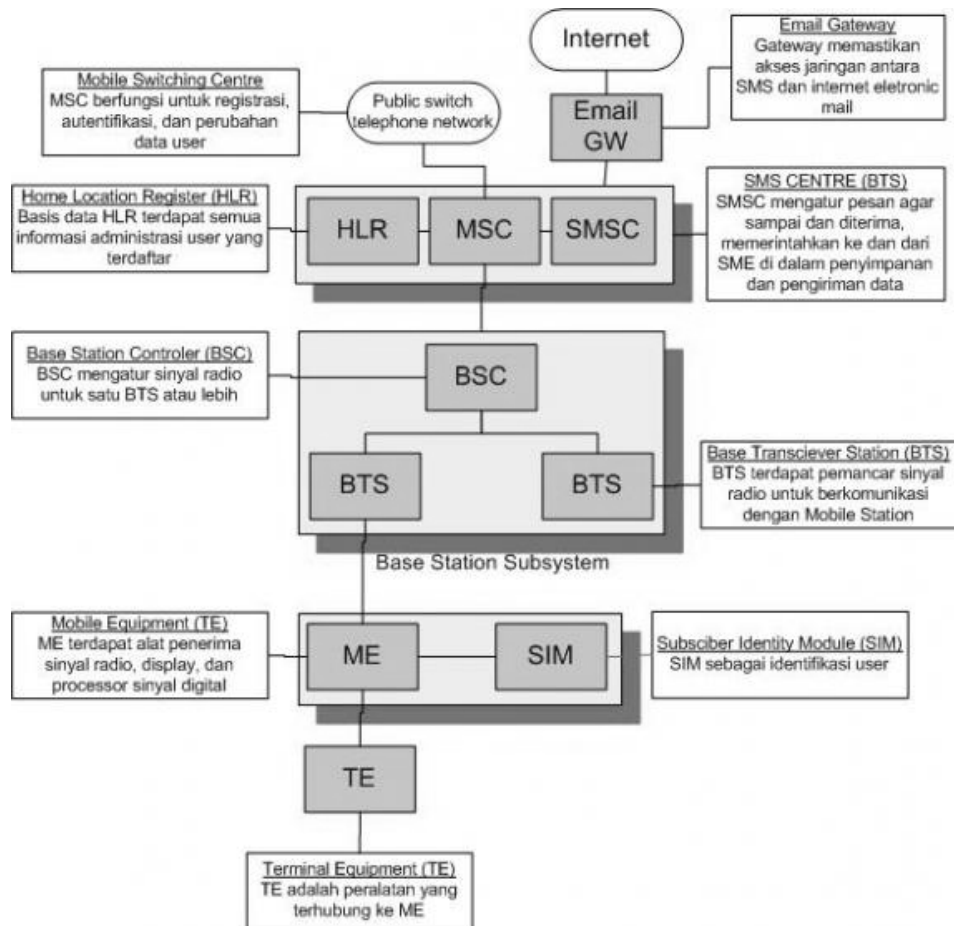 Internet
Email Gateway
Gateway memastikan
akses jaringan antara
SMS dan internet eletronic
mail
Mobile Switching Centre
MSC berfungsi untuk registrasi,
autentifikasi, dan perubahan
data user
Public switch
telephone network
Email
GW
Home Location Register (HLR)
Basis data HLR terdapat semua
informasi administrasi user yang
terdaftar
HLR
MSC
SMSC
SMS CENTRE (BTS)
SMSC mengatur pesan agar
sampai dan diterima,
memerintahkan ke dan dari
SME di dalam penyimpanan
dan pengiriman data
Base Station Controler (BSC)
BSC mengatur sinyal radio
untuk satu BTS atau lebih
BSC
BTS
BTS
Base Transciever Station (BTS)
BTS terdapat pemancar sinyal
radio untuk berkomunikasi
dengan Mobile Station
Base Station Subsystem
Mobile Equipment (TE)
ME terdapat alat penerima
sinyal radio, display, dan
processor sinyal digital
ME
SIM
Subsciber Identity Module (SIM)
SIM sebagai identifikasi user
TE
Terminal Equipment (TE)
TE adalah peralatan yang
terhubung ke ME